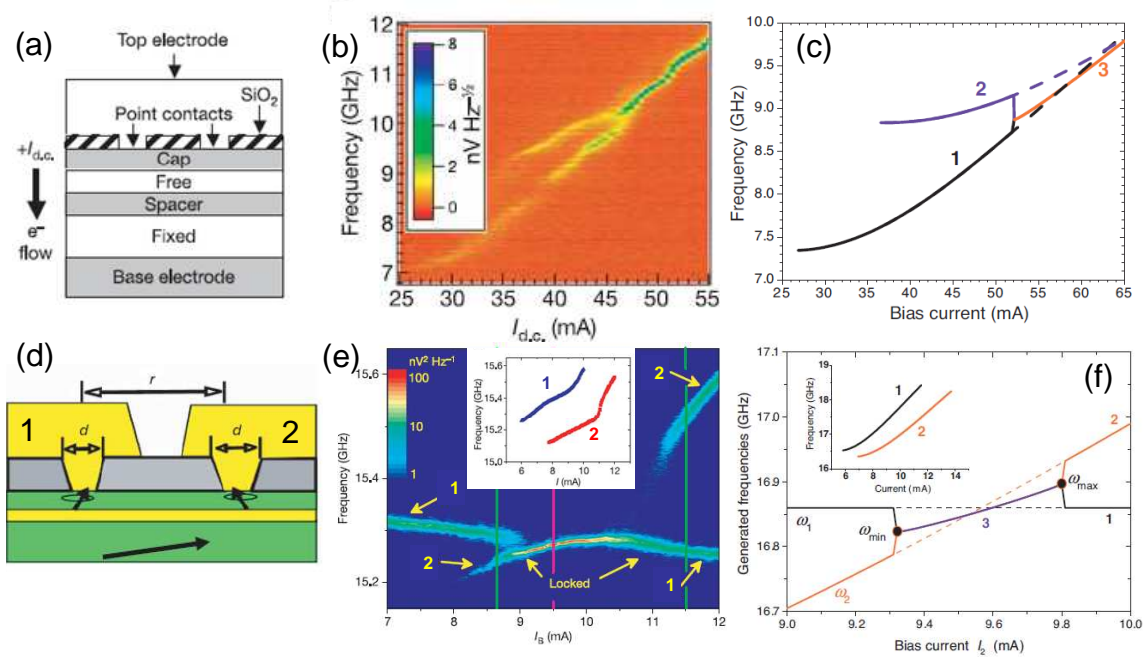 (a)
Top electrode
SiO₂
Point contacts
+I_d.c.
Cap
Free
Spacer
Fixed
e⁻
flow
Base electrode
(b)
Frequency (GHz)
12
11
10
9
8
7
8
6
4
2
0
nV Hz^-½
25 30 35 40 45 50 55
I_d.c. (mA)
(c)
Frequency (GHz)
10.0
9.5
9.0
8.5
8.0
7.5
7.0
2
3
1
25 30 35 40 45 50 55 60 65
Bias current (mA)
(d)
r
1
d
d
2
(e)
nV² Hz⁻¹
100
10
1
Frequency (GHz)
15,6
15,4
15,2
Frequency (GHz)
15,6
15,4
15,2
15,0
1
2
6 8 10 12
I (mA)
2
1
2
Locked
1
7 8 9 10 11 12
I_B (mA)
(f)
Generated frequencies (GHz)
17.1
17.0
16.9
16.8
16.7
Frequency (GHz)
19
18
17
16
1
2
6 8 10 12 14
Current (mA)
2
ω_max
ω₁
ω_min
3
1
ω₂
9.0 9.2 9.4 9.6 9.8 10.0
Bias current I₂ (mA)